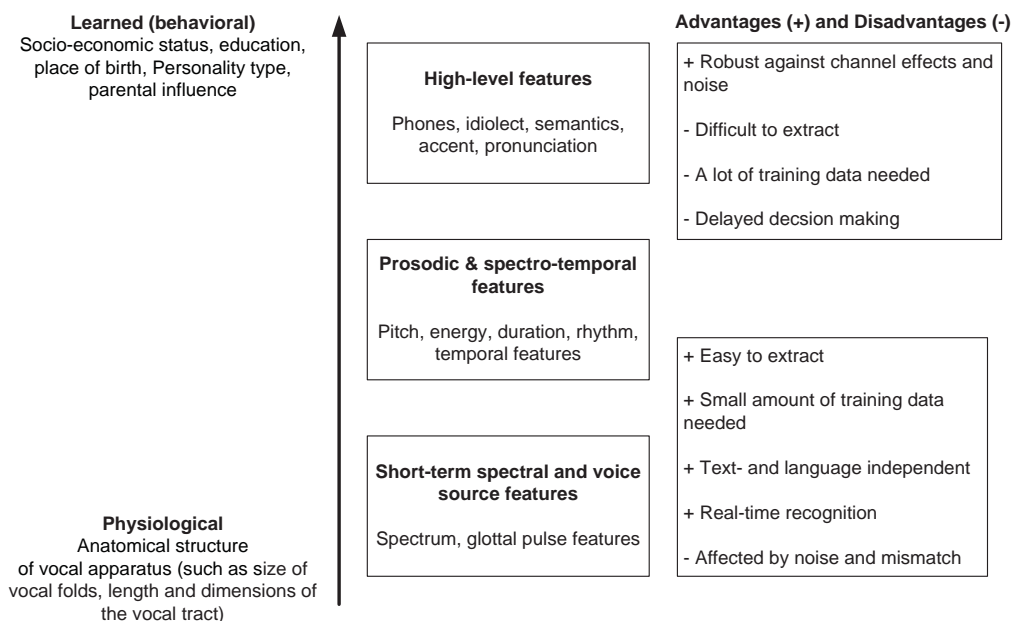 Learned (behavioral)
Socio-economic status, education,
place of birth, Personality type,
parental influence
Physiological
Anatomical structure
of vocal apparatus (such as size of
vocal folds, length and dimensions of
the vocal tract)
High-level features
Phones, idiolect, semantics,
accent, pronunciation
Prosodic & spectro-temporal
features
Pitch, energy, duration, rhythm,
temporal features
Short-term spectral and voice
source features
Spectrum, glottal pulse features
Advantages (+) and Disadvantages (-)
+ Robust against channel effects and
noise
- Difficult to extract
- A lot of training data needed
- Delayed decsion making
+ Easy to extract
+ Small amount of training data
needed
+ Text- and language independent
+ Real-time recognition
- Affected by noise and mismatch